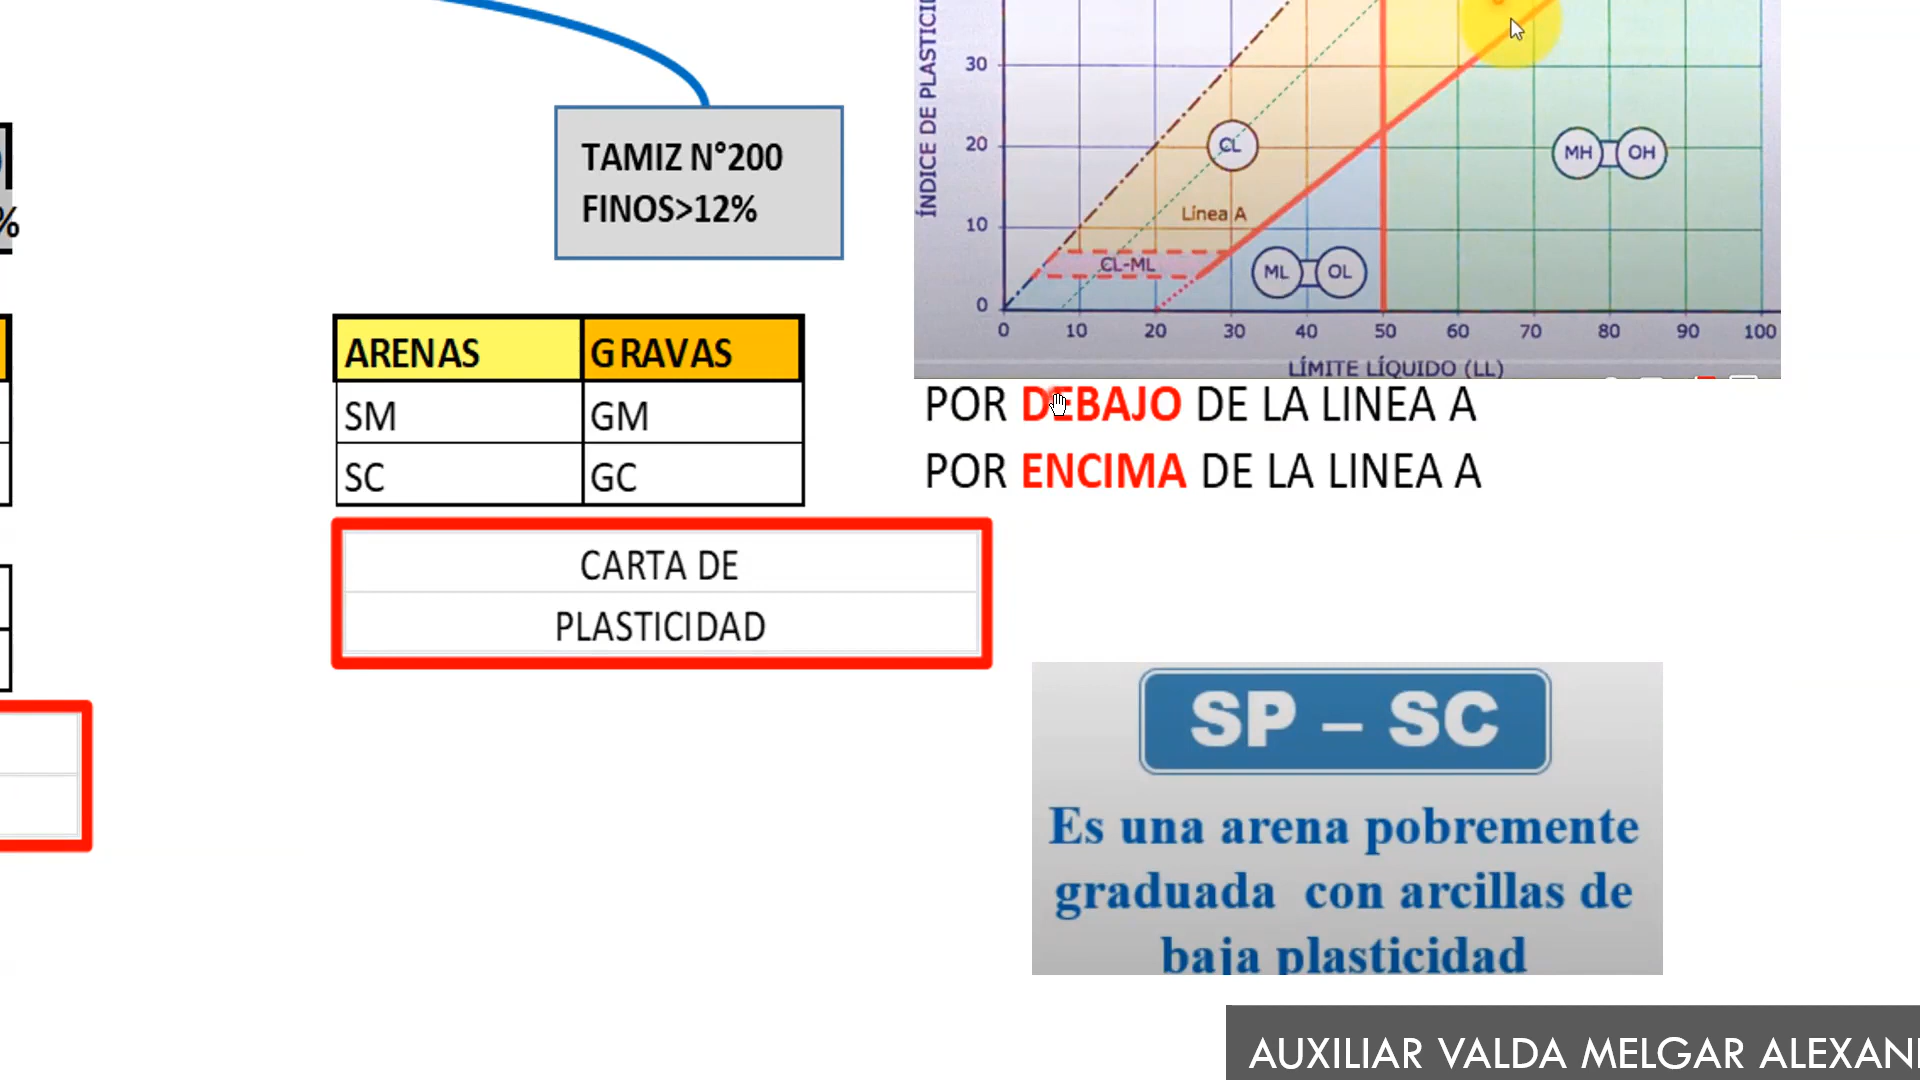 %
TAMIZ N°200
FINOS>12%
ARENAS GRAVAS
SM GM
SC GC
CARTA DE
PLASTICIDAD
ÍNDICE DE PLASTICI
30
20
10
0
CL
Línea A
CL-ML
ML OL
MH OH
0 10 20 30 40 50 60 70 80 90 100
LÍMITE LÍQUIDO (LL)
POR DEBAJO DE LA LINEA A
POR ENCIMA DE LA LINEA A
SP – SC
Es una arena pobremente
graduada con arcillas de
baja plasticidad
AUXILIAR VALDA MELGAR ALEXAN